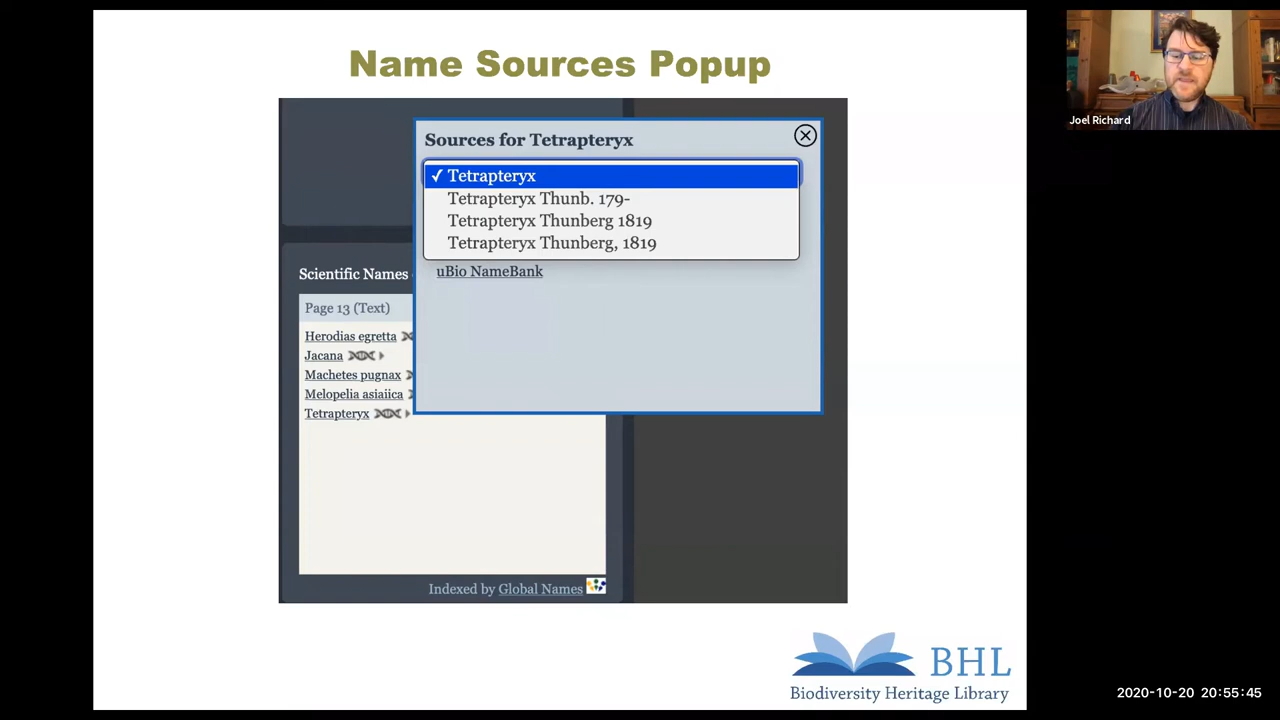 Name Sources Popup
Joel Richard
Sources for Tetrapteryx
✓ Tetrapteryx
Tetrapteryx Thunb. 179-
Tetrapteryx Thunberg 1819
Tetrapteryx Thunberg, 1819
uBio NameBank
Scientific Names
Page 13 (Text)
Herodias egretta
Jacana
Machetes pugnax
Melopelia asiaiica
Tetrapteryx
Indexed by Global Names
BHL
Biodiversity Heritage Library
2020-10-20 20:55:45